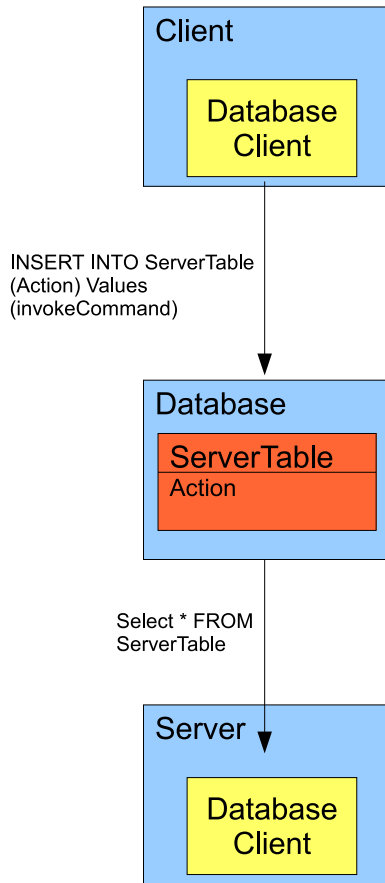 Client
Database
Client
INSERT INTO ServerTable
(Action) Values
(invokeCommand)
Database
ServerTable
Action
Select * FROM
ServerTable
Server
Database
Client